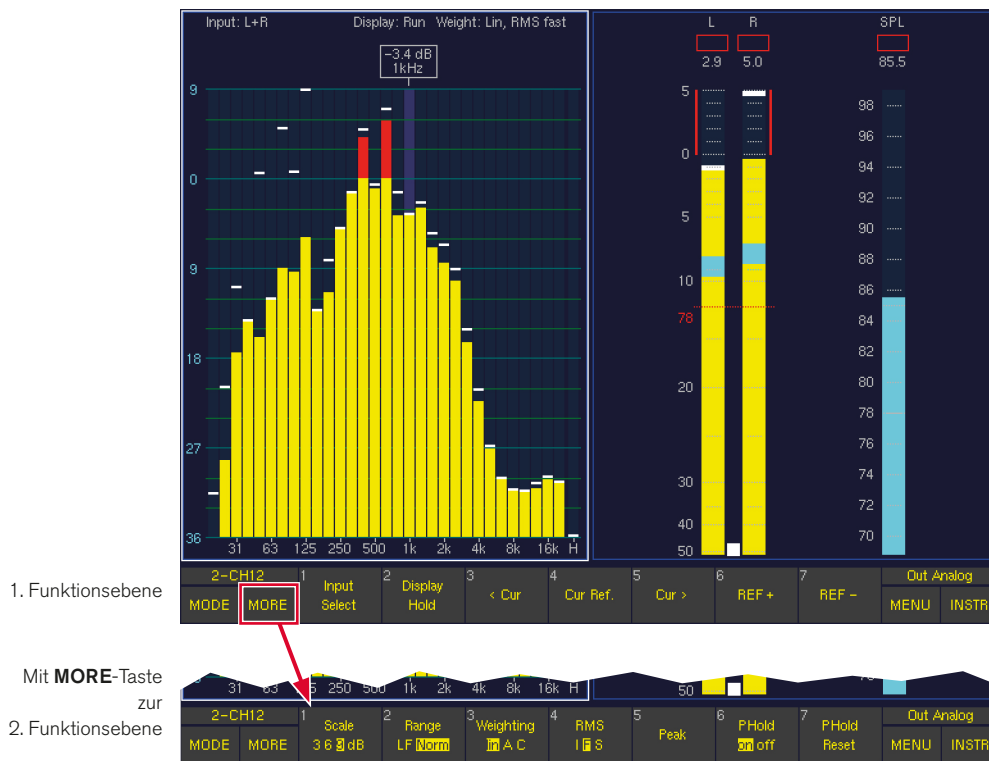 Input: L+R Display: Run Weight: Lin, RMS fast
-3.4 dB
1kHz
9
0
9
18
27
36
31 63 125 250 500 1k 2k 4k 8k 16k H
L R SPL
2.9 5.0 85.5
5
0
5
10
78
20
30
40
50
98
96
94
92
90
88
86
84
82
80
78
76
74
72
70
1. Funktionsebene
2-CH12
MODE MORE
1 Input Select
2 Display Hold
3 < Cur
4 Cur Ref.
5 Cur >
6 REF +
7 REF -
Out Analog
MENU INSTR
Mit MORE-Taste
zur
2. Funktionsebene
31 63 5 250 500 1k 2k 4k 8k 16k H
50
2-CH12
MODE MORE
1 Scale
3 6 9 dB
2 Range
LF Norm
3 Weighting
lin A C
4 RMS
I F S
5 Peak
6 PHold
on off
7 PHold
Reset
Out Analog
MENU INSTR